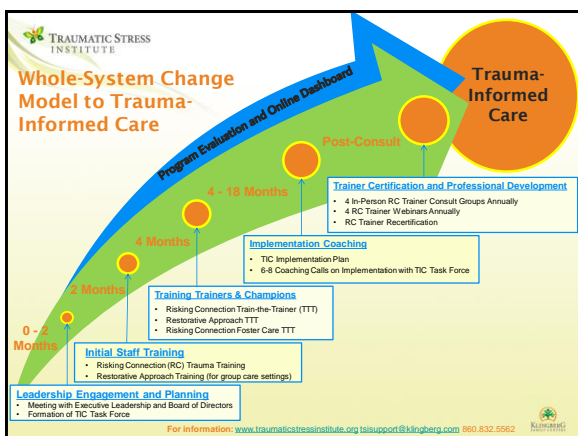 TRAUMATIC STRESS
INSTITUTE
Whole-System Change
Model to Trauma-
Informed Care
Program Evaluation and Online Dashboard
Trauma-
Informed
Care
Post-Consult
4 - 18 Months
4 Months
2 Months
0 - 2
Months
Trainer Certification and Professional Development
• 4 In-Person RC Trainer Consult Groups Annually
• 4 RC Trainer Webinars Annually
• RC Trainer Recertification
Implementation Coaching
• TIC Implementation Plan
• 6-8 Coaching Calls on Implementation with TIC Task Force
Training Trainers & Champions
• Risking Connection Train-the-Trainer (TTT)
• Restorative Approach TTT
• Risking Connection Foster Care TTT
Initial Staff Training
• Risking Connection (RC) Trauma Training
• Restorative Approach Training (for group care settings)
Leadership Engagement and Planning
• Meeting with Executive Leadership and Board of Directors
• Formation of TIC Task Force
For information: www.traumaticstressinstitute.org tsisupport@klingberg.com 860.832.5562
KLINGBERG
FAMILY CENTERS